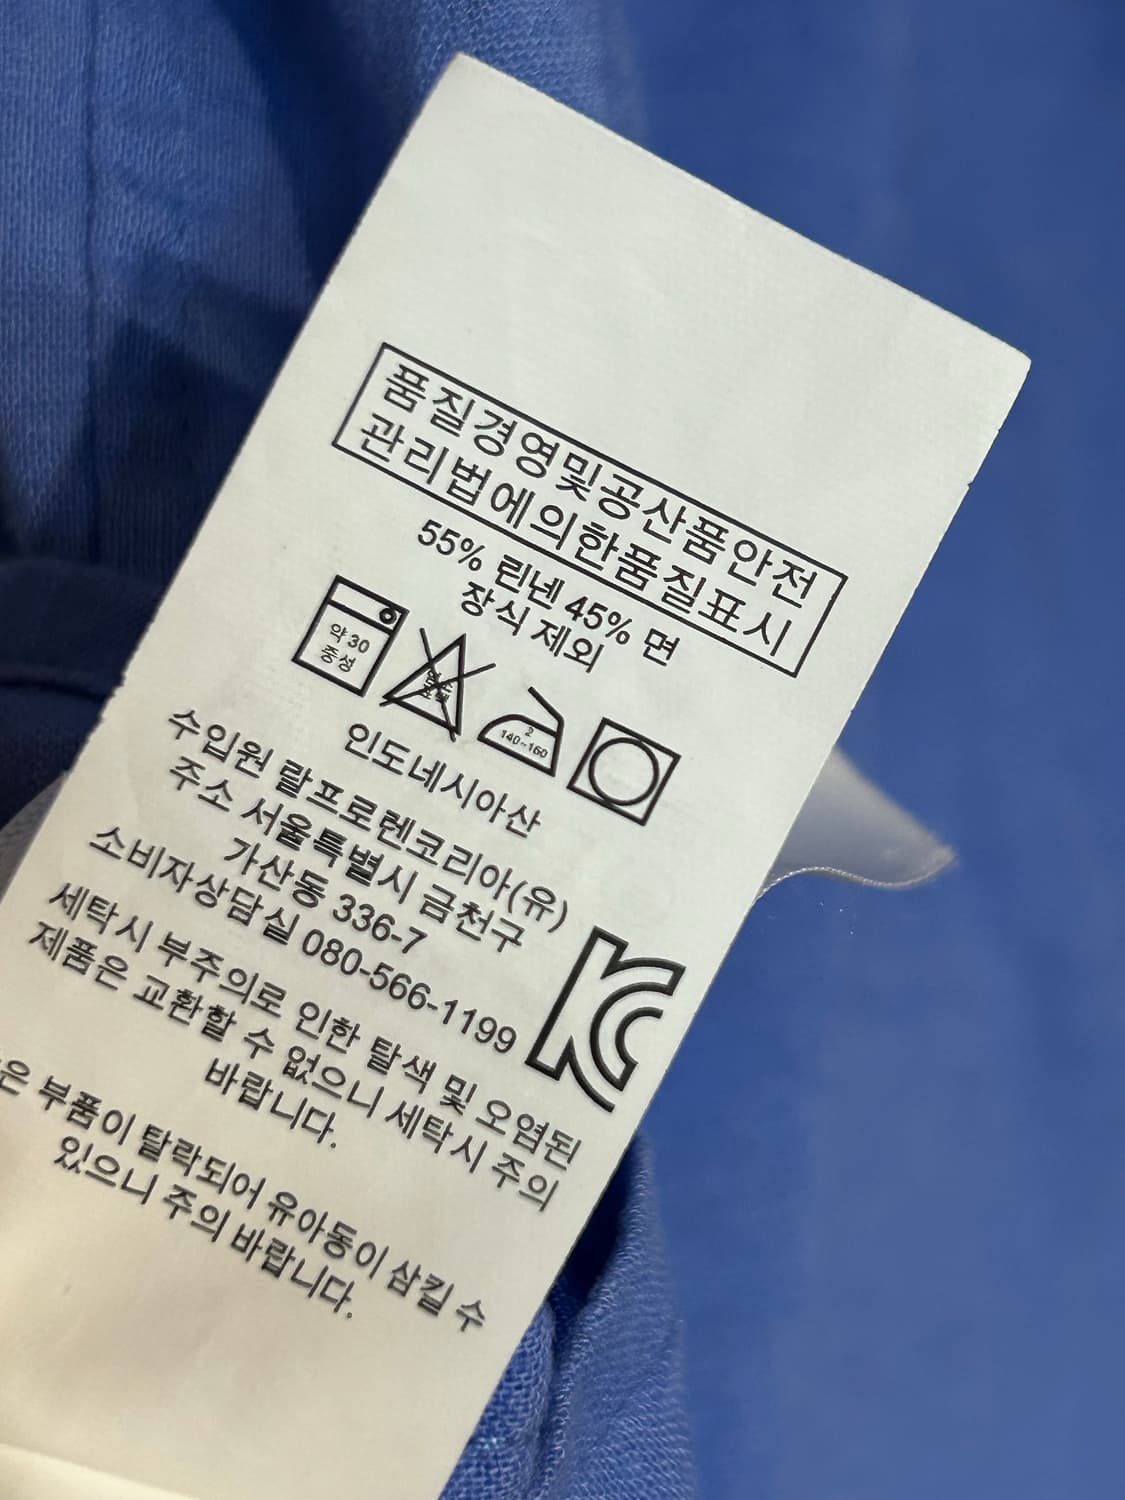 품질경영및공산품안전
관리법에의한품질표시
55% 린넨 45% 면
장식 제외
약 30
중성
2
140~160
인도네시아산
수입원 랄프로렌코리아(유)
주소 서울특별시 금천구
가산동 336-7
소비자상담실 080-566-1199
세탁시 부주의로 인한 탈색 및 오염된
제품은 교환할 수 없으니 세탁시 주의
바랍니다.
부품이 탈락되어 유아동이 삼킬 수
있으니 주의 바랍니다.